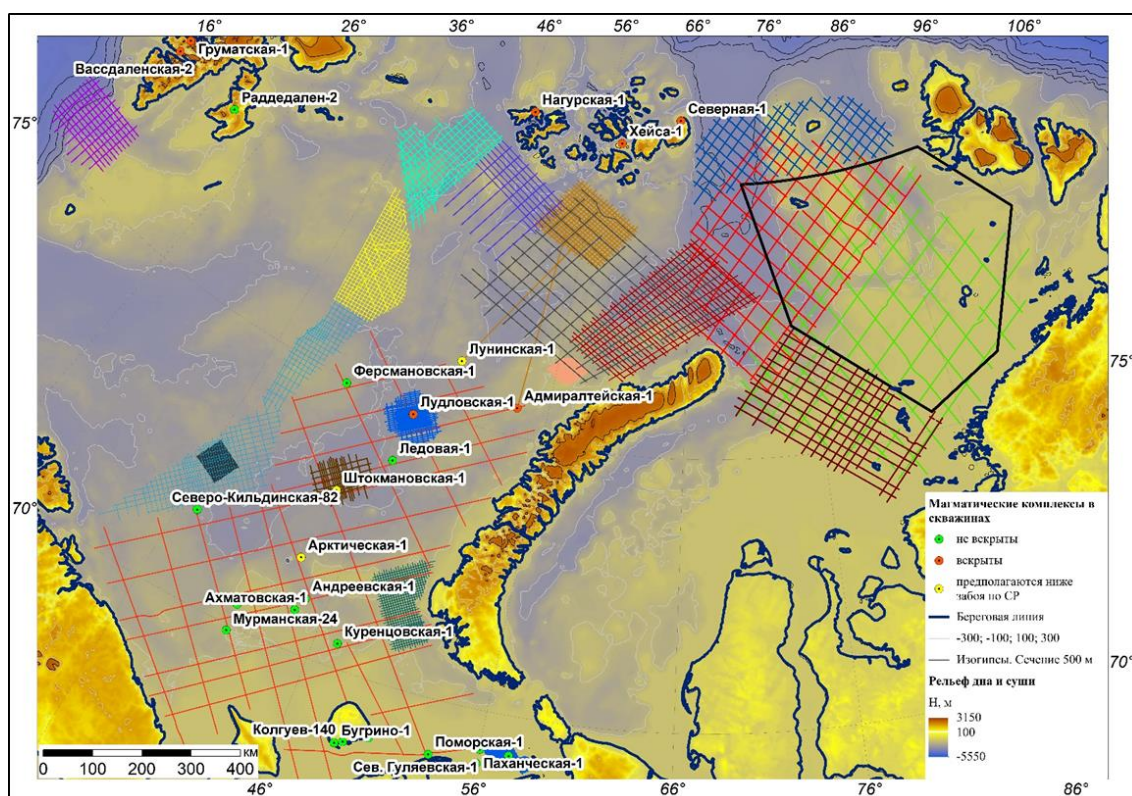 16° 26° 36° 46° 56° 66° 76° 86° 96° 106°
Груматская-1
Вассдаленская-2
Раддедален-2
Нагурская-1
Северная-1
Хейса-1
75°
75°
Лунинская-1
Ферсмановская-1
Лудловская-1
Адмиралтейская-1
Ледовая-1
Штокмановская-1
Северо-Кильдинская-82
70°
Арктическая-1
Андреевская-1
Ахматовская-1
Мурманская-24
Куренцовская-1
70°
Колгуев-140
Бугрино-1
Поморская-1
Сев. Гуляевская-1
Паханческая-1
Магматические комплексы в
скважинах
не вскрыты
вскрыты
предполагаются ниже
забоя по СР
Береговая линия
-300; -100; 100; 300
Изогипсы. Сечение 500 м
Рельеф дна и суши
Н, м
3150
100
-5550
КМ
0 100 200 300 400
46° 56° 66° 76° 86°